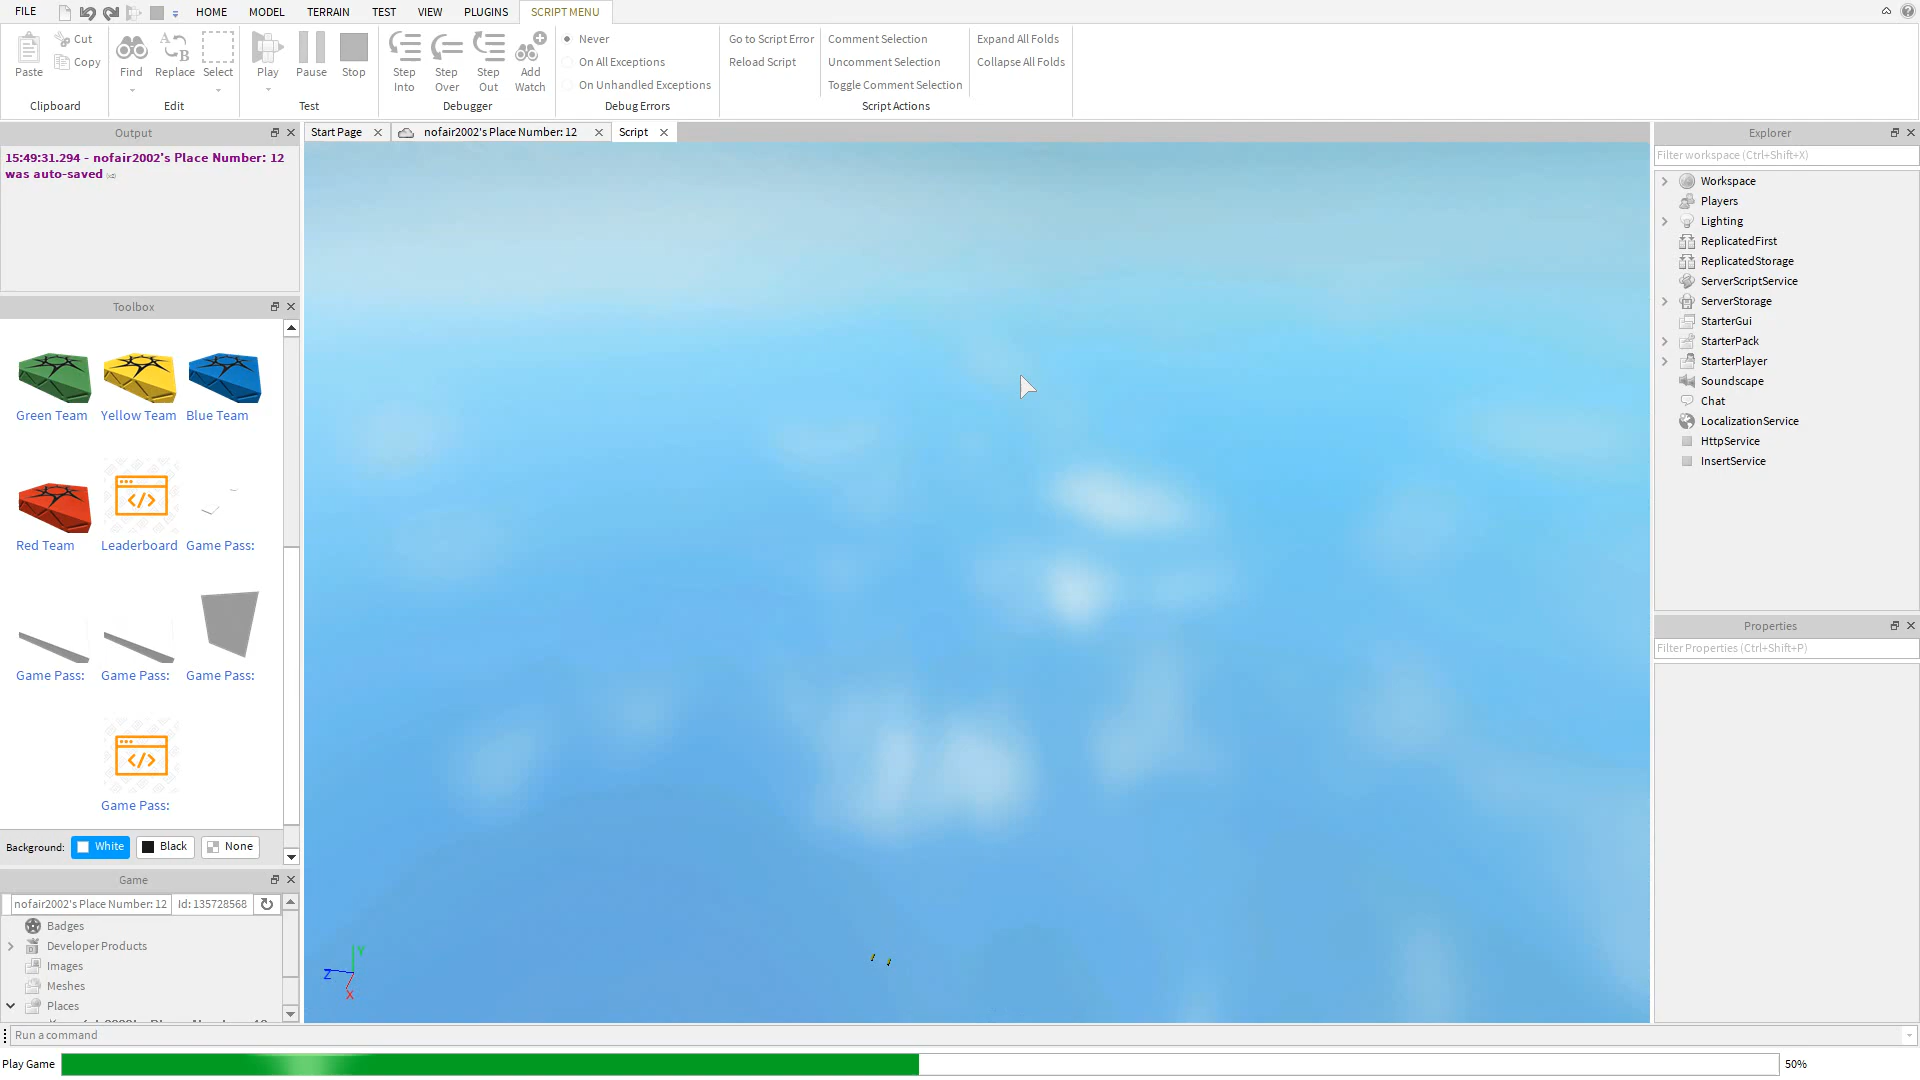 FILE
HOME
MODEL
TERRAIN
TEST
VIEW
PLUGINS
SCRIPT MENU
Paste
Cut
Copy
Clipboard
Find
Replace
Select
Edit
Play
Pause
Stop
Test
Step Into
Step Over
Step Out
Add Watch
Debugger
Never
On All Exceptions
On Unhandled Exceptions
Debug Errors
Go to Script Error
Reload Script
Comment Selection
Uncomment Selection
Toggle Comment Selection
Script Actions
Expand All Folds
Collapse All Folds
Output
15:49:31.294 - nofair2002's Place Number: 12
was auto-saved
Toolbox
Green Team
Yellow Team
Blue Team
Red Team
Leaderboard
Game Pass:
Game Pass:
Game Pass:
Game Pass:
Game Pass:
Background:
White
Black
None
Game
nofair2002's Place Number: 12
Id: 135728568
Badges
Developer Products
Images
Meshes
Places
Start Page
nofair2002's Place Number: 12
Script
Y
Z
X
Explorer
Filter workspace (Ctrl+Shift+X)
Workspace
Players
Lighting
ReplicatedFirst
ReplicatedStorage
ServerScriptService
ServerStorage
StarterGui
StarterPack
StarterPlayer
Soundscape
Chat
LocalizationService
HttpService
InsertService
Properties
Filter Properties (Ctrl+Shift+P)
Run a command
Play Game
50%